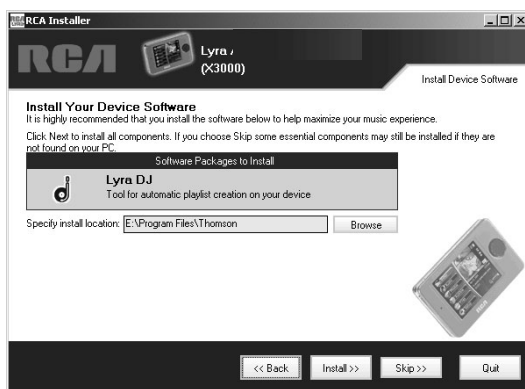 RCA Installer
RCA
Lyra
(X3000)
Install Device Software
Install Your Device Software
It is highly recommended that you install the software below to help maximize your music experience.
Click Next to install all components. If you choose Skip some essential components may still be installed if they are
not found on your PC.
Software Packages to Install
Lyra DJ
Tool for automatic playlist creation on your device
Specify install location: E:\Program Files\Thomson Browse
<< Back Install >> Skip >> Quit